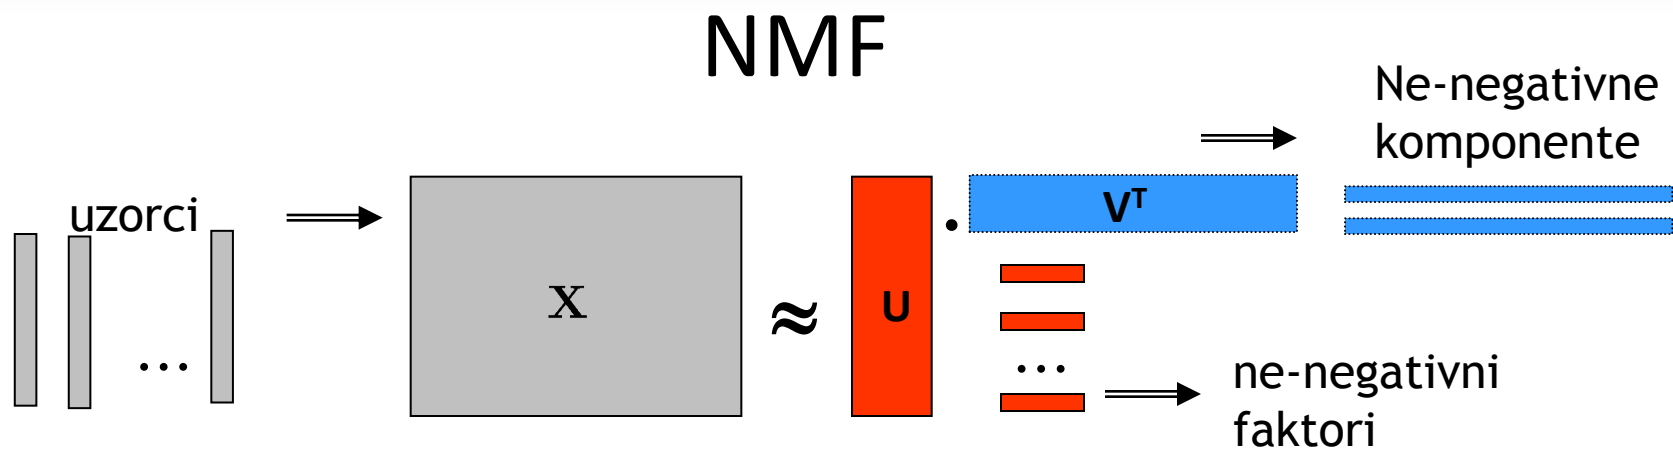 NMF
Ne-negativne
komponente
uzorci
...
X
≈
U
·
V^T
...
ne-negativni
faktori